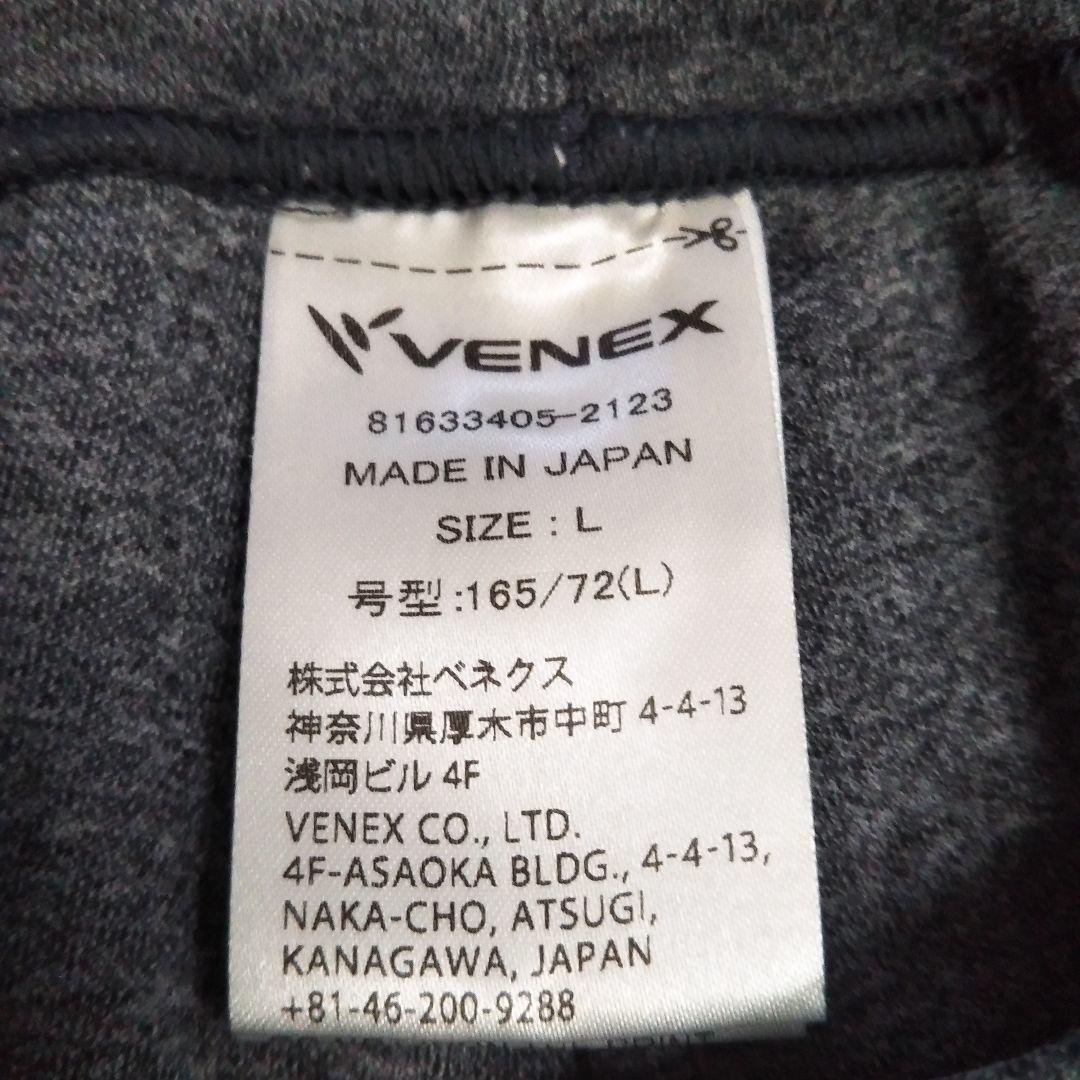 VENEX
81633405-2123
MADE IN JAPAN
SIZE : L
号型:165/72(L)
株式会社ベネクス
神奈川県厚木市中町 4-4-13
浅岡ビル 4F
VENEX CO., LTD.
4F-ASAOKA BLDG., 4-4-13,
NAKA-CHO, ATSUGI,
KANAGAWA, JAPAN
+81-46-200-9288